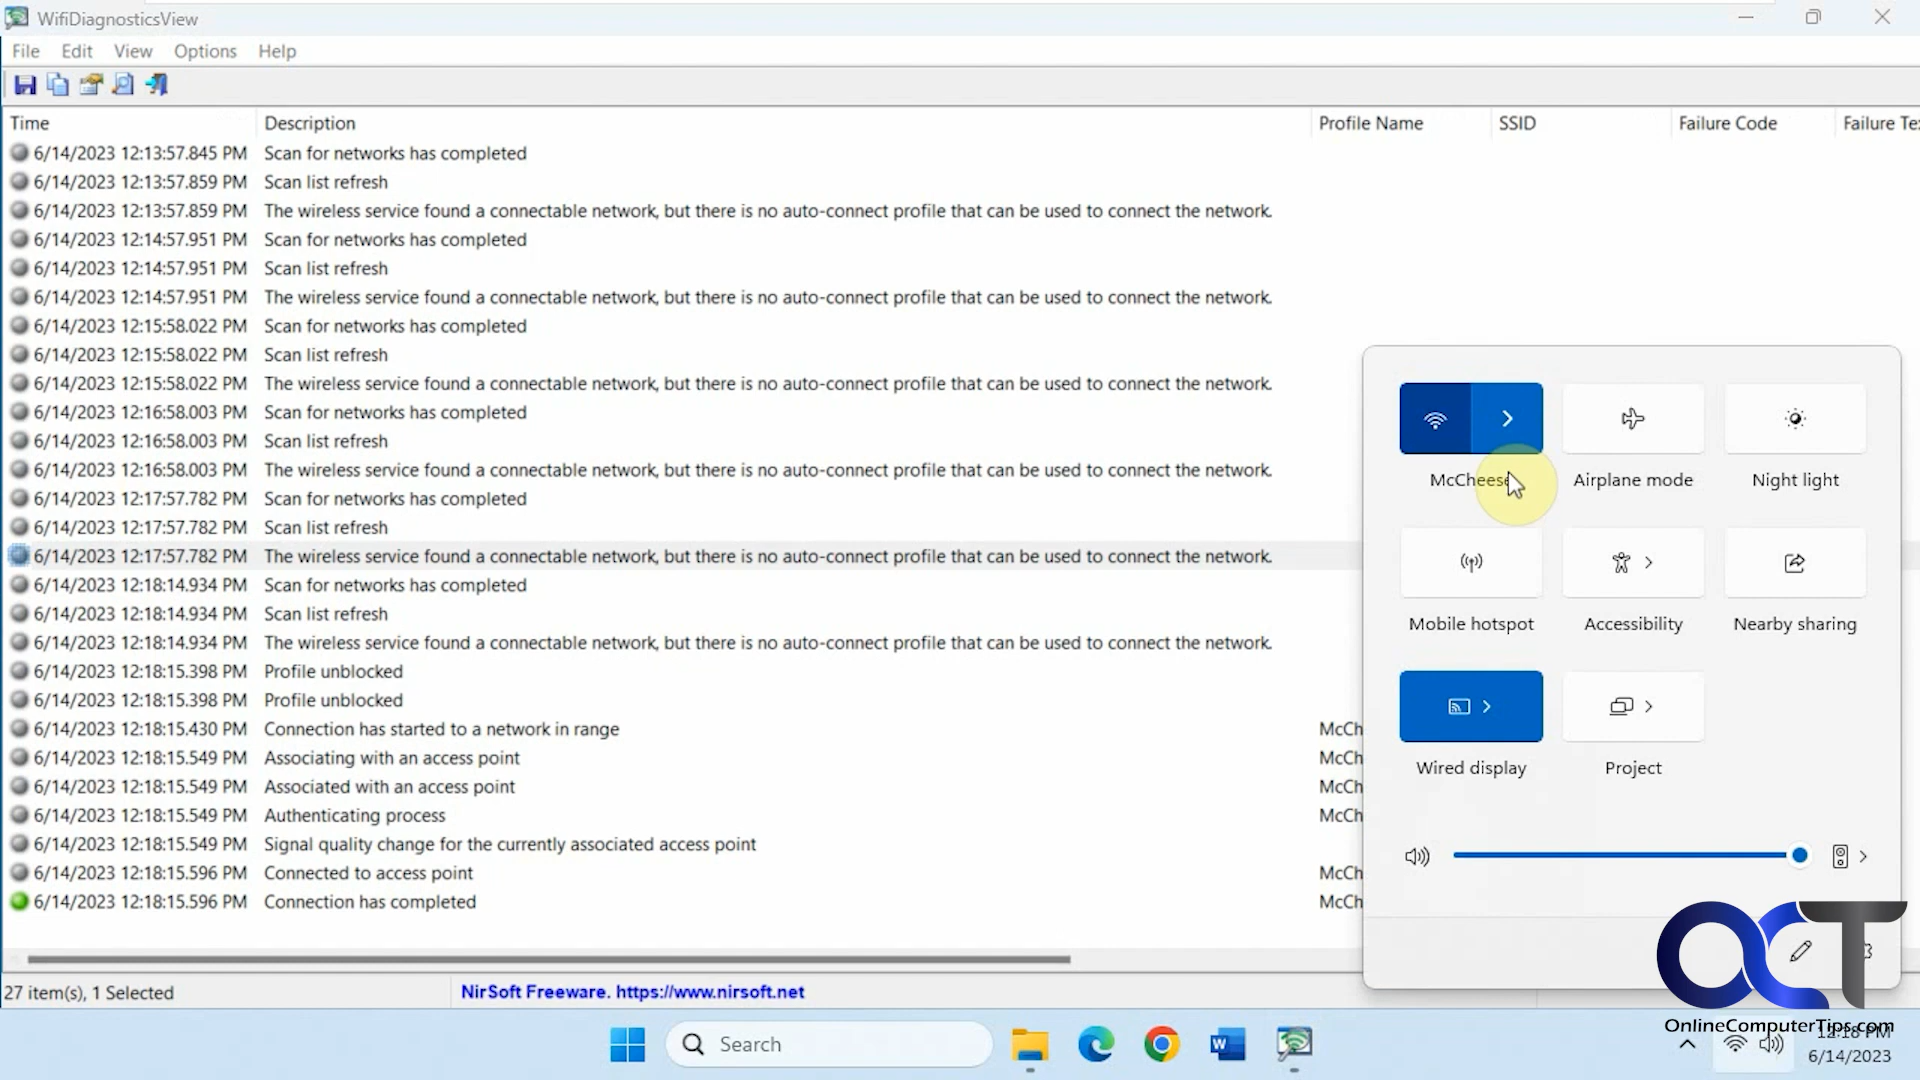 WifiDiagnosticsView
File Edit View Options Help
Time Description Profile Name SSID Failure Code Failure Te
6/14/2023 12:13:57.845 PM Scan for networks has completed
6/14/2023 12:13:57.859 PM Scan list refresh
6/14/2023 12:13:57.859 PM The wireless service found a connectable network, but there is no auto-connect profile that can be used to connect the network.
6/14/2023 12:14:57.951 PM Scan for networks has completed
6/14/2023 12:14:57.951 PM Scan list refresh
6/14/2023 12:14:57.951 PM The wireless service found a connectable network, but there is no auto-connect profile that can be used to connect the network.
6/14/2023 12:15:58.022 PM Scan for networks has completed
6/14/2023 12:15:58.022 PM Scan list refresh
6/14/2023 12:15:58.022 PM The wireless service found a connectable network, but there is no auto-connect profile that can be used to connect the network.
6/14/2023 12:16:58.003 PM Scan for networks has completed
6/14/2023 12:16:58.003 PM Scan list refresh
6/14/2023 12:16:58.003 PM The wireless service found a connectable network, but there is no auto-connect profile that can be used to connect the network.
6/14/2023 12:17:57.782 PM Scan for networks has completed
6/14/2023 12:17:57.782 PM Scan list refresh
6/14/2023 12:17:57.782 PM The wireless service found a connectable network, but there is no auto-connect profile that can be used to connect the network.
6/14/2023 12:18:14.934 PM Scan for networks has completed
6/14/2023 12:18:14.934 PM Scan list refresh
6/14/2023 12:18:14.934 PM The wireless service found a connectable network, but there is no auto-connect profile that can be used to connect the network.
6/14/2023 12:18:15.398 PM Profile unblocked
6/14/2023 12:18:15.398 PM Profile unblocked
6/14/2023 12:18:15.430 PM Connection has started to a network in range McCh
6/14/2023 12:18:15.549 PM Associating with an access point McCh
6/14/2023 12:18:15.549 PM Associated with an access point McCh
6/14/2023 12:18:15.549 PM Authenticating process McCh
6/14/2023 12:18:15.549 PM Signal quality change for the currently associated access point
6/14/2023 12:18:15.596 PM Connected to access point McCh
6/14/2023 12:18:15.596 PM Connection has completed McCh
McCheese Airplane mode Night light
Mobile hotspot Accessibility Nearby sharing
Wired display Project
27 item(s), 1 Selected NirSoft Freeware. https://www.nirsoft.net
OCT
OnlineComputerTips.com
Search
12:18 PM
6/14/2023